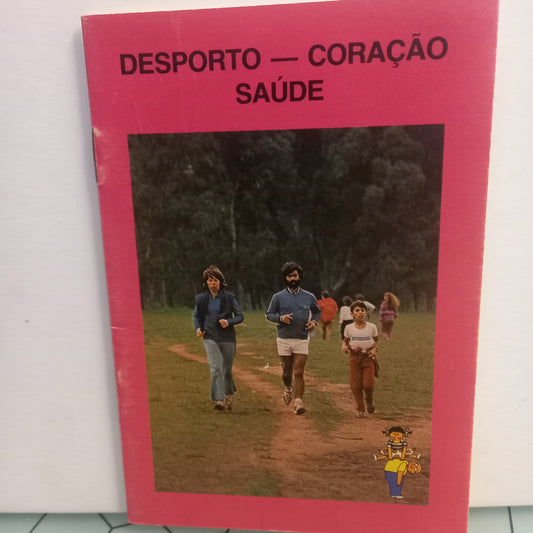 DESPORTO — CORAÇÃO
SAÚDE